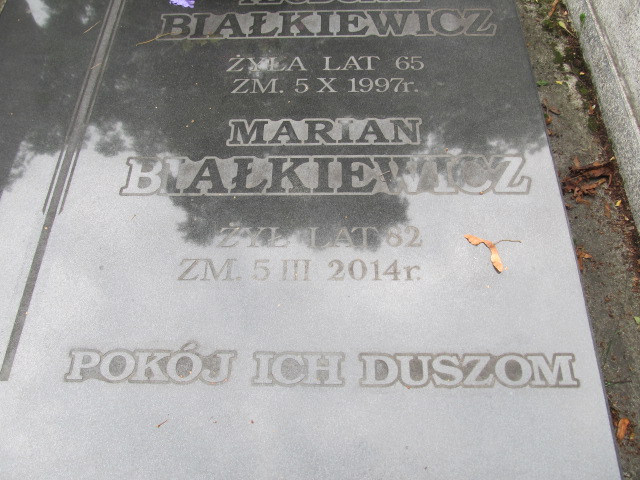 BIAŁKIEWICZ
ŻYŁA LAT 65
ZM. 5 X 1997r.
MARIAN
BIAŁKIEWICZ
ŻYŁ LAT 82
ZM. 5 III 2014r.
POKÓJ ICH DUSZOM